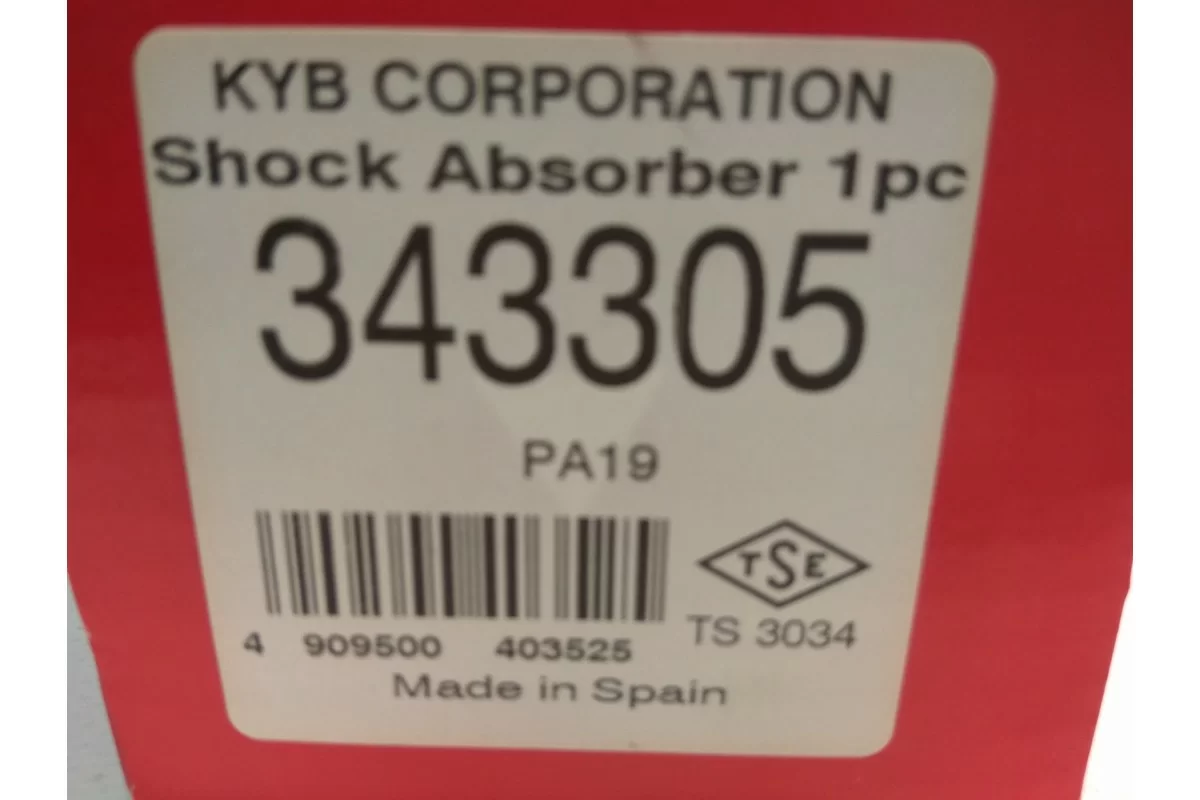 KYB CORPORATION
Shock Absorber 1pc
343305
PA19
TSE
TS 3034
4 909500 403525
Made in Spain